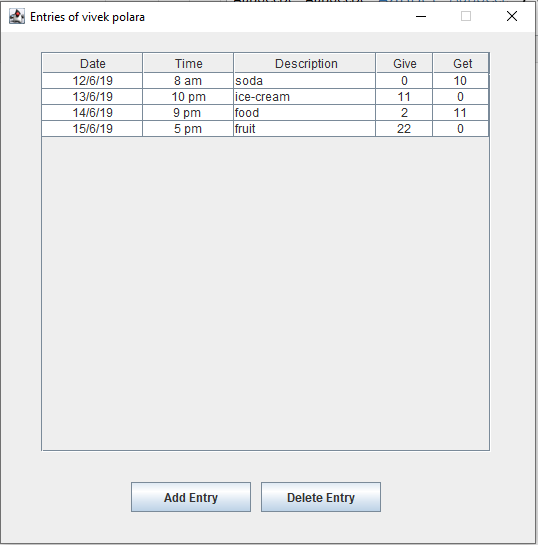 Entries of vivek polara
Date Time Description Give Get
12/6/19 8 am soda 0 10
13/6/19 10 pm ice-cream 11 0
14/6/19 9 pm food 2 11
15/6/19 5 pm fruit 22 0
Add Entry Delete Entry